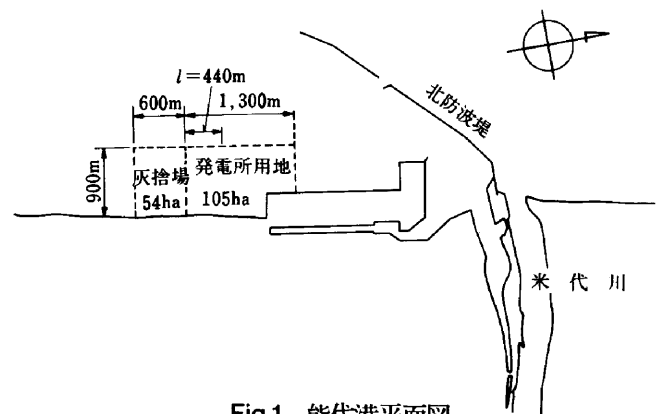 l=440m
600m
1,300m
900m
灰捨場
54ha
発電所用地
105ha
北防波堤
米代川
Fig.1 能代港平面図